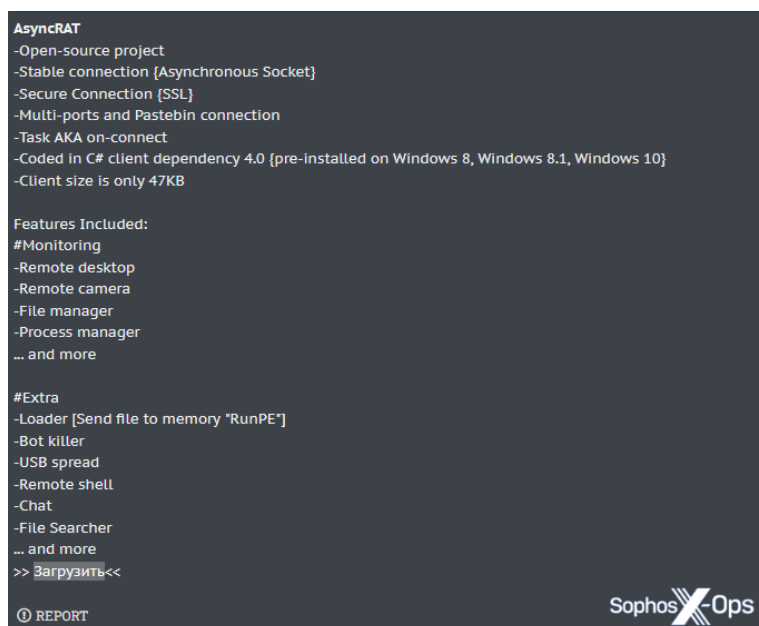 AsyncRAT
-Open-source project
-Stable connection {Asynchronous Socket}
-Secure Connection {SSL}
-Multi-ports and Pastebin connection
-Task AKA on-connect
-Coded in C# client dependency 4.0 {pre-installed on Windows 8, Windows 8.1, Windows 10}
-Client size is only 47KB
Features Included:
#Monitoring
-Remote desktop
-Remote camera
-File manager
-Process manager
... and more
#Extra
-Loader [Send file to memory "RunPE"]
-Bot killer
-USB spread
-Remote shell
-Chat
-File Searcher
... and more
>> Загрузить<<
REPORT
Sophos X-Ops